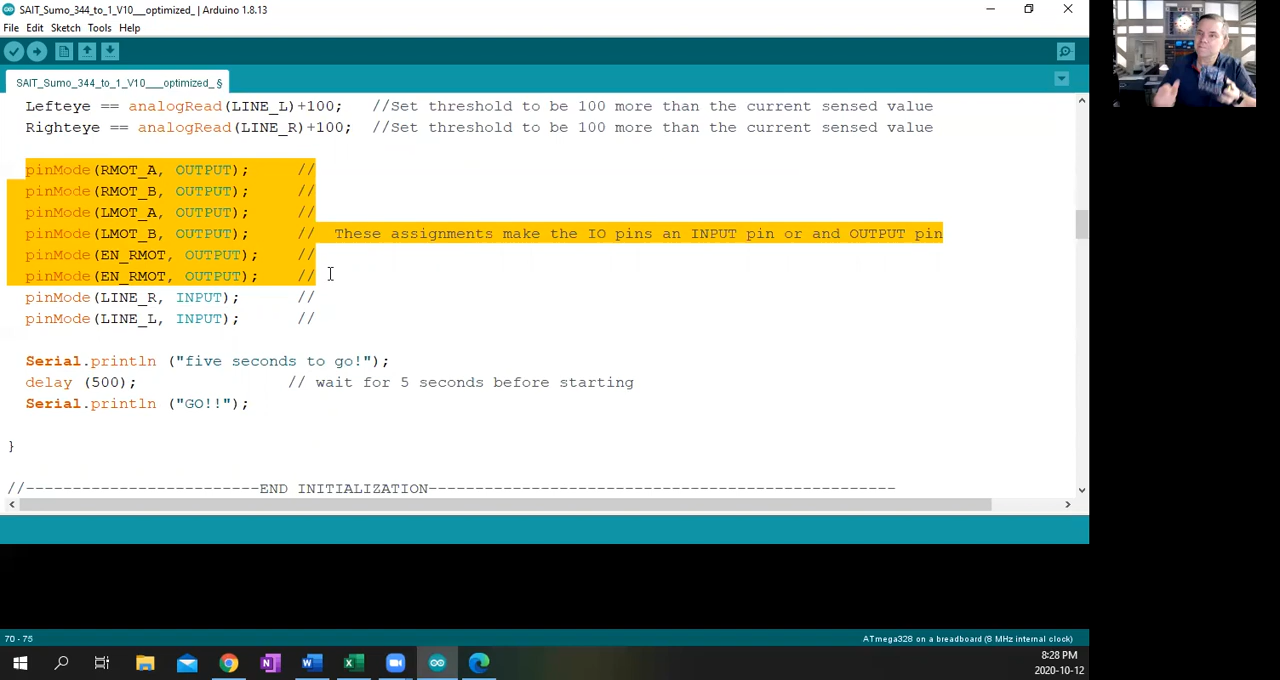 SAIT_Sumo_344_to_1_V10___optimized_ | Arduino 1.8.13
File Edit Sketch Tools Help
SAIT_Sumo_344_to_1_V10___optimized_ §
Lefteye == analogRead(LINE_L)+100; //Set threshold to be 100 more than the current sensed value
Righteye == analogRead(LINE_R)+100; //Set threshold to be 100 more than the current sensed value
pinMode(RMOT_A, OUTPUT); //
pinMode(RMOT_B, OUTPUT); //
pinMode(LMOT_A, OUTPUT); //
pinMode(LMOT_B, OUTPUT); // These assignments make the IO pins an INPUT pin or and OUTPUT pin
pinMode(EN_RMOT, OUTPUT); //
pinMode(EN_RMOT, OUTPUT); //
pinMode(LINE_R, INPUT); //
pinMode(LINE_L, INPUT); //
Serial.println ("five seconds to go!");
delay (500); // wait for 5 seconds before starting
Serial.println ("GO!!");
}
//-------------------------END INITIALIZATION--------------------------------------------------
70 - 75 ATmega328 on a breadboard (8 MHz internal clock)
8:28 PM
2020-10-12